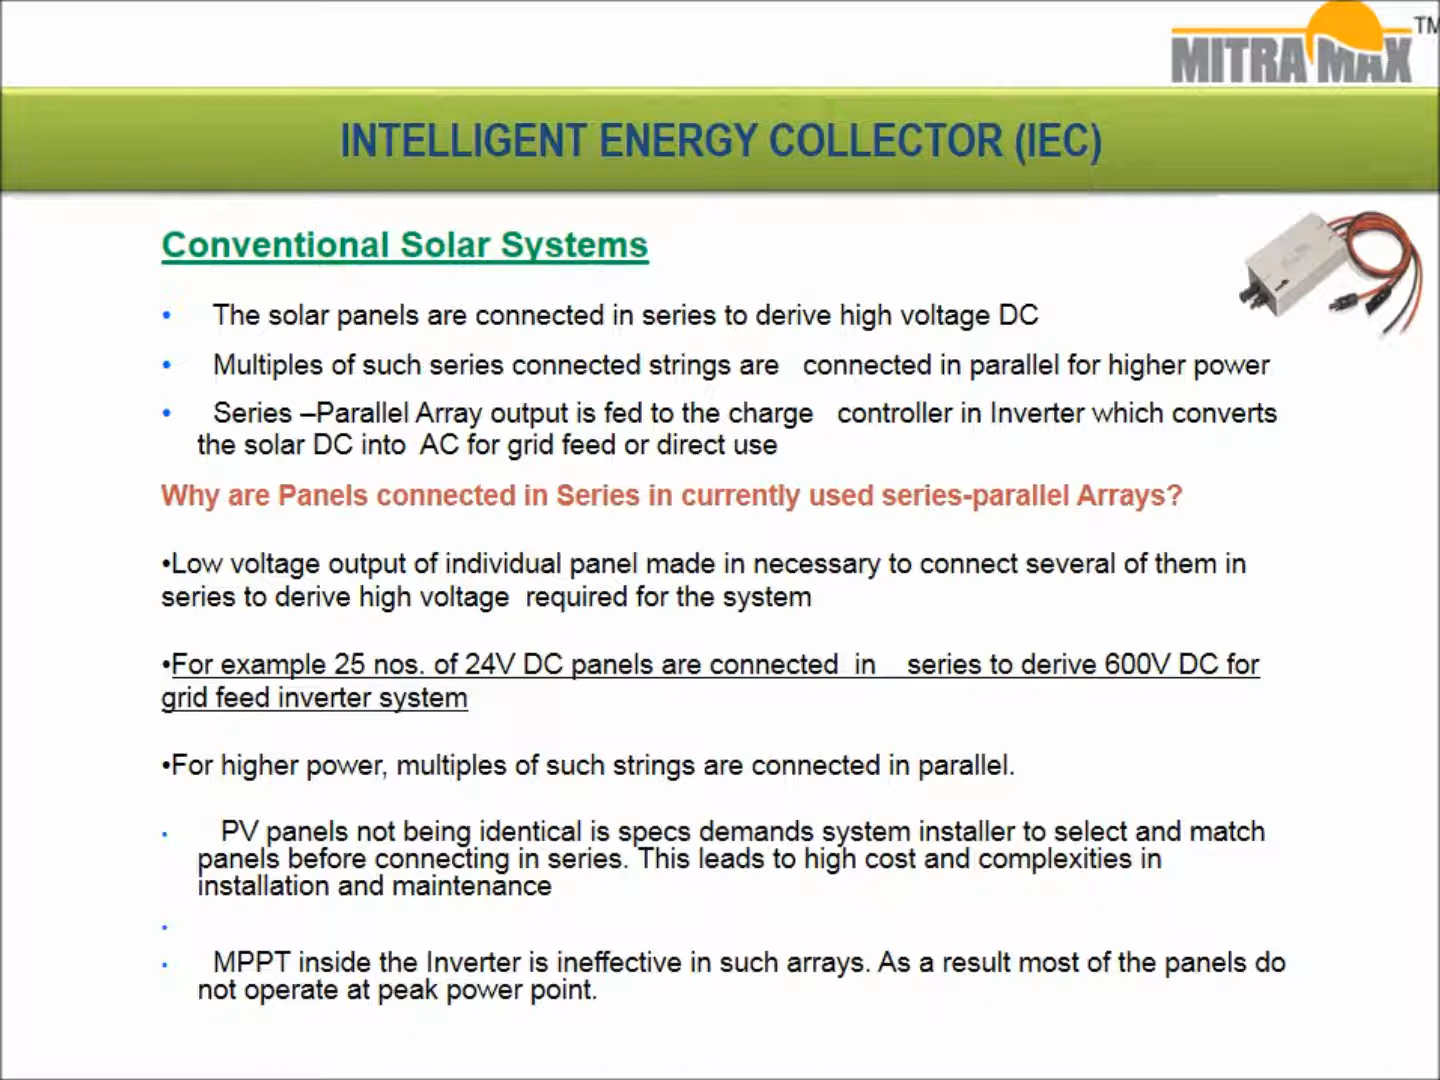 MITRA MAX TM
INTELLIGENT ENERGY COLLECTOR (IEC)
Conventional Solar Systems
• The solar panels are connected in series to derive high voltage DC
• Multiples of such series connected strings are connected in parallel for higher power
• Series –Parallel Array output is fed to the charge controller in Inverter which converts
the solar DC into AC for grid feed or direct use
Why are Panels connected in Series in currently used series-parallel Arrays?
•Low voltage output of individual panel made in necessary to connect several of them in
series to derive high voltage required for the system
•For example 25 nos. of 24V DC panels are connected in series to derive 600V DC for
grid feed inverter system
•For higher power, multiples of such strings are connected in parallel.
• PV panels not being identical is specs demands system installer to select and match
panels before connecting in series. This leads to high cost and complexities in
installation and maintenance
•
• MPPT inside the Inverter is ineffective in such arrays. As a result most of the panels do
not operate at peak power point.